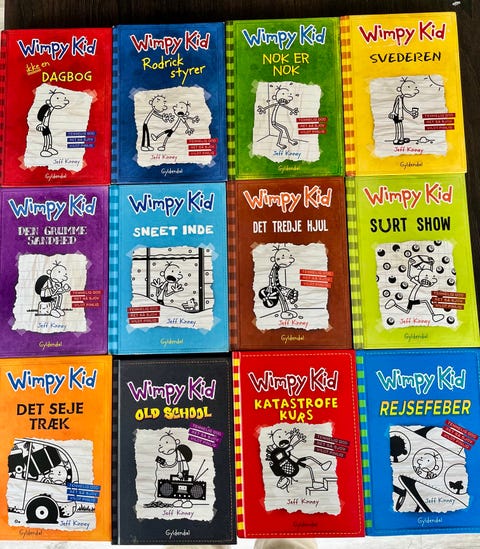 Wimpy Kid
ikke en
DAGBOG
Jeff Kinney
Gyldendal
Wimpy Kid
Rodrick
styrer
Jeff Kinney
Gyldendal
Wimpy Kid
NOK ER
NOK
Jeff Kinney
Gyldendal
Wimpy Kid
SVEDEREN
Jeff Kinney
Gyldendal
Wimpy Kid
DEN GRUMME
SANDHED
Jeff Kinney
Gyldendal
Wimpy Kid
SNEET INDE
Jeff Kinney
Gyldendal
Wimpy Kid
DET TREDJE HJUL
Jeff Kinney
Gyldendal
Wimpy Kid
SURT SHOW
Jeff Kinney
Gyldendal
Wimpy Kid
DET SEJE
TRÆK
Jeff Kinney
Gyldendal
Wimpy Kid
OLD SCHOOL
Jeff Kinney
Gyldendal
Wimpy Kid
KATASTROFE
KURS
Jeff Kinney
Gyldendal
Wimpy Kid
REJSEFEBER
Jeff Kinney
Gyldendal